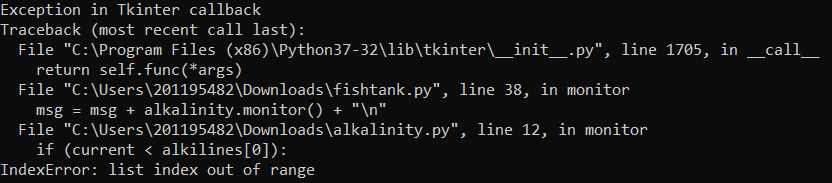 Exception in Tkinter callback
Traceback (most recent call last):
  File "C:\Program Files (x86)\Python37-32\lib\tkinter\__init__.py", line 1705, in __call__
    return self.func(*args)
  File "C:\Users\201195482\Downloads\fishtank.py", line 38, in monitor
    msg = msg + alkalinity.monitor() + "\n"
  File "C:\Users\201195482\Downloads\alkalinity.py", line 12, in monitor
    if (current < alkilines[0]):
IndexError: list index out of range